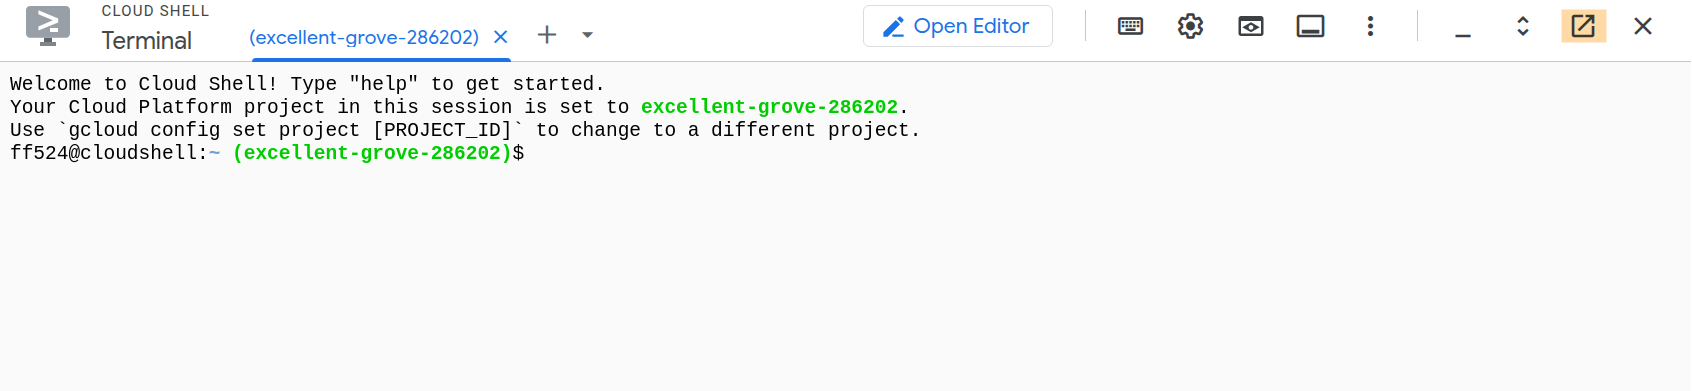 CLOUD SHELL
Terminal
(excellent-grove-286202)
Open Editor
Welcome to Cloud Shell! Type "help" to get started.
Your Cloud Platform project in this session is set to excellent-grove-286202.
Use `gcloud config set project [PROJECT_ID]` to change to a different project.
ff524@cloudshell:~ (excellent-grove-286202)$